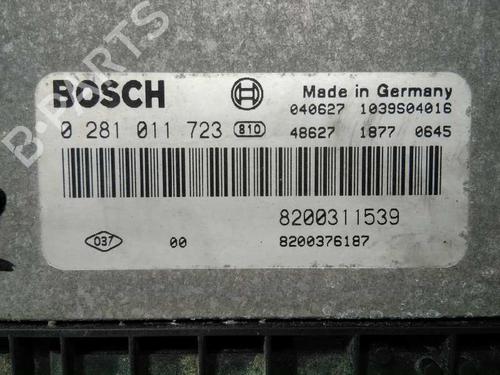 B-PARTS
BOSCH
Made in Germany
040627 1039S04016
0 281 011 723 810
48627 1877 0645
8200311539
037 00 8200376187